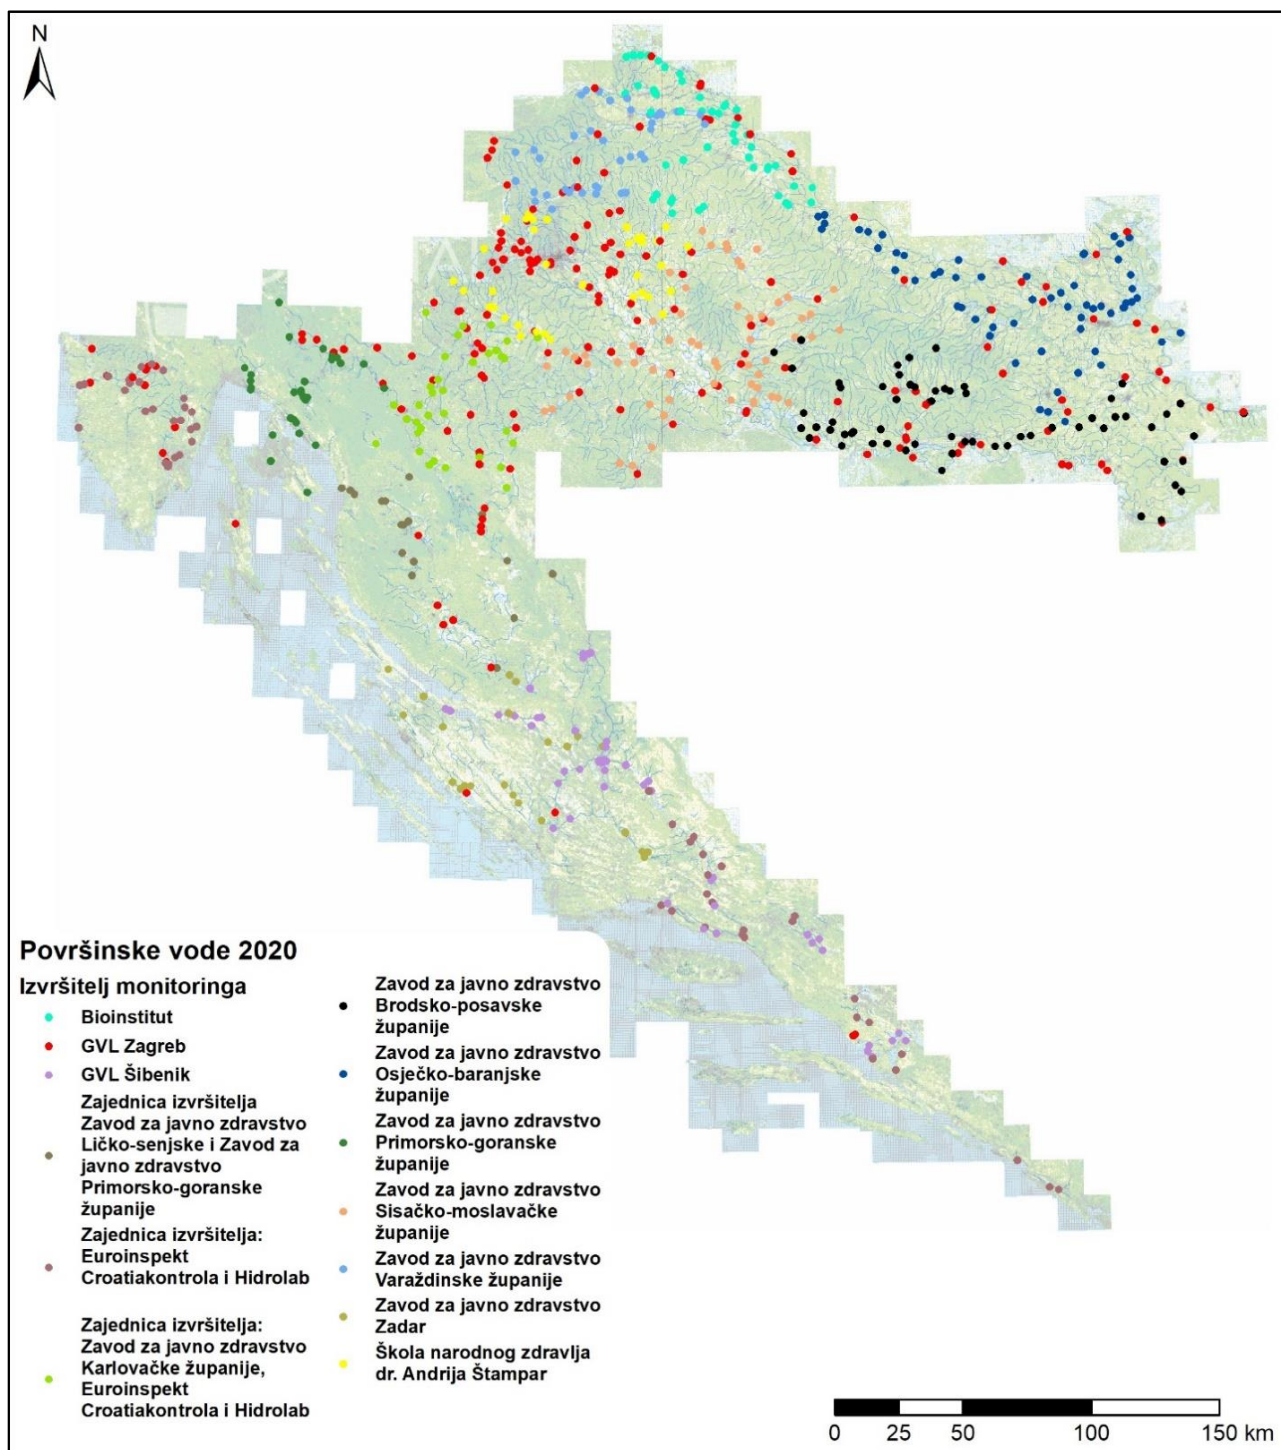 N
Površinske vode 2020
Izvršitelj monitoringa
Bioinstitut
GVL Zagreb
GVL Šibenik
Zajednica izvršitelja
Zavod za javno zdravstvo
Ličko-senjske i Zavod za
javno zdravstvo
Primorsko-goranske
županije
Zajednica izvršitelja:
Euroinspekt
Croatiakontrola i Hidrolab
Zajednica izvršitelja:
Zavod za javno zdravstvo
Karlovačke županije,
Euroinspekt
Croatiakontrola i Hidrolab
Zavod za javno zdravstvo
Brodsko-posavske
županije
Zavod za javno zdravstvo
Osječko-baranjske
županije
Zavod za javno zdravstvo
Primorsko-goranske
županije
Zavod za javno zdravstvo
Sisačko-moslavačke
županije
Zavod za javno zdravstvo
Varaždinske županije
Zavod za javno zdravstvo
Zadar
Škola narodnog zdravlja
dr. Andrija Štampar
0 25 50 100 150 km